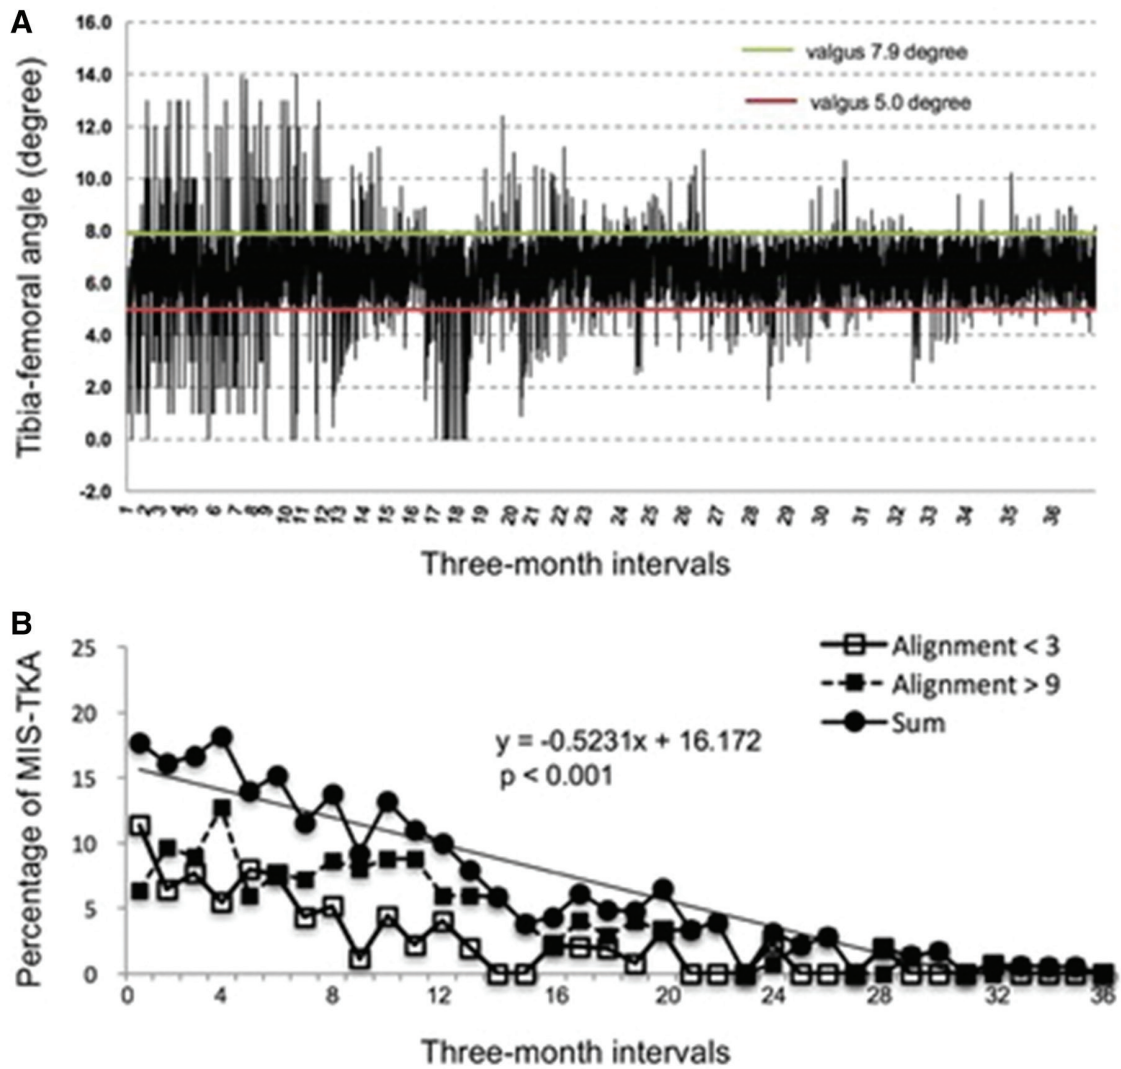 A
Tibia-femoral angle (degree)
16.0
14.0
12.0
10.0
8.0
6.0
4.0
2.0
0.0
-2.0
valgus 7.9 degree
valgus 5.0 degree
1 2 3 4 5 6 7 8 9 10 11 12 13 14 15 16 17 18 19 20 21 22 23 24 25 26 27 28 29 30 31 32 33 34 35 36
Three-month intervals
B
Percentage of MIS-TKA
25
20
15
10
5
0
Alignment < 3
Alignment > 9
Sum
y = -0.5231x + 16.172
p < 0.001
0 4 8 12 16 20 24 28 32 36
Three-month intervals